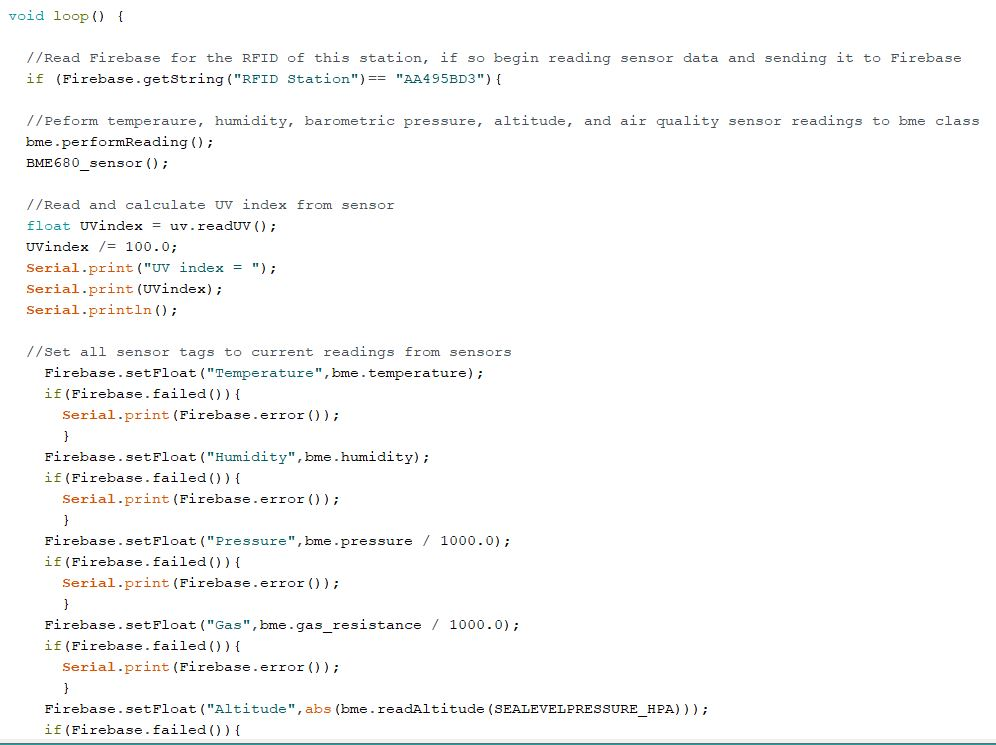 void loop() {
//Read Firebase for the RFID of this station, if so begin reading sensor data and sending it to Firebase
if (Firebase.getString("RFID Station")== "AA495BD3"){
//Peform temperaure, humidity, barometric pressure, altitude, and air quality sensor readings to bme class
bme.performReading();
BME680_sensor();
//Read and calculate UV index from sensor
float UVindex = uv.readUV();
UVindex /= 100.0;
Serial.print("UV index = ");
Serial.print(UVindex);
Serial.println();
//Set all sensor tags to current readings from sensors
Firebase.setFloat("Temperature",bme.temperature);
if(Firebase.failed()){
Serial.print(Firebase.error());
}
Firebase.setFloat("Humidity",bme.humidity);
if(Firebase.failed()){
Serial.print(Firebase.error());
}
Firebase.setFloat("Pressure",bme.pressure / 1000.0);
if(Firebase.failed()){
Serial.print(Firebase.error());
}
Firebase.setFloat("Gas",bme.gas_resistance / 1000.0);
if(Firebase.failed()){
Serial.print(Firebase.error());
}
Firebase.setFloat("Altitude",abs(bme.readAltitude(SEALEVELPRESSURE_HPA)));
if(Firebase.failed()){